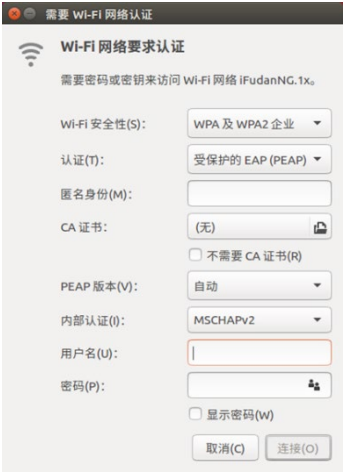 需要 Wi-Fi 网络认证
Wi-Fi 网络要求认证
需要密码或密钥来访问 Wi-Fi 网络 iFudanNG.1x。
Wi-Fi 安全性(S): WPA 及 WPA2 企业
认证(T): 受保护的 EAP (PEAP)
匿名身份(M):
CA 证书: (无)
不需要 CA 证书(R)
PEAP 版本(V): 自动
内部认证(I): MSCHAPv2
用户名(U):
密码(P):
显示密码(W)
取消(C) 连接(O)